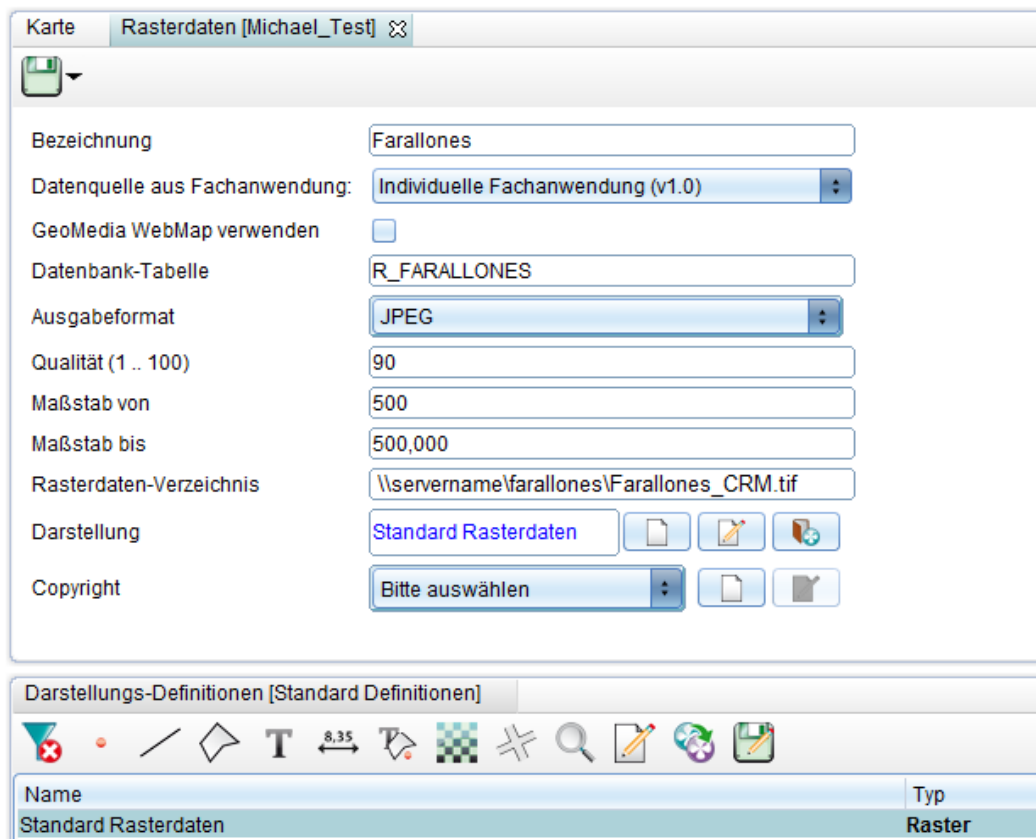 Karte Rasterdaten [Michael_Test]
Bezeichnung Farallones
Datenquelle aus Fachanwendung: Individuelle Fachanwendung (v1.0)
GeoMedia WebMap verwenden
Datenbank-Tabelle R_FARALLONES
Ausgabeformat JPEG
Qualität (1 .. 100) 90
Maßstab von 500
Maßstab bis 500,000
Rasterdaten-Verzeichnis \\servername\farallones\Farallones_CRM.tif
Darstellung Standard Rasterdaten
Copyright Bitte auswählen
Darstellungs-Definitionen [Standard Definitionen]
T 8,35 T
Name Typ
Standard Rasterdaten Raster